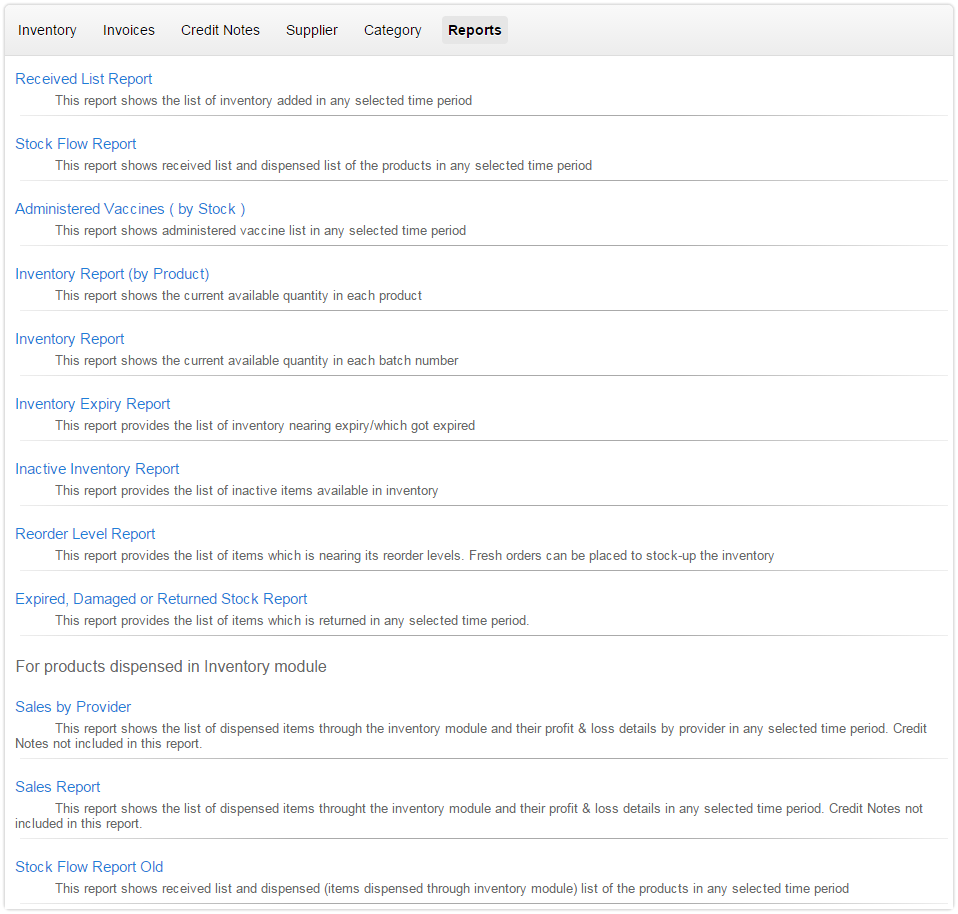 Inventory Invoices Credit Notes Supplier Category Reports
Received List Report
This report shows the list of inventory added in any selected time period
Stock Flow Report
This report shows received list and dispensed list of the products in any selected time period
Administered Vaccines ( by Stock )
This report shows administered vaccine list in any selected time period
Inventory Report (by Product)
This report shows the current available quantity in each product
Inventory Report
This report shows the current available quantity in each batch number
Inventory Expiry Report
This report provides the list of inventory nearing expiry/which got expired
Inactive Inventory Report
This report provides the list of inactive items available in inventory
Reorder Level Report
This report provides the list of items which is nearing its reorder levels. Fresh orders can be placed to stock-up the inventory
Expired, Damaged or Returned Stock Report
This report provides the list of items which is returned in any selected time period.
For products dispensed in Inventory module
Sales by Provider
This report shows the list of dispensed items through the inventory module and their profit & loss details by provider in any selected time period. Credit
Notes not included in this report.
Sales Report
This report shows the list of dispensed items throught the inventory module and their profit & loss details in any selected time period. Credit Notes not
included in this report.
Stock Flow Report Old
This report shows received list and dispensed (items dispensed through inventory module) list of the products in any selected time period